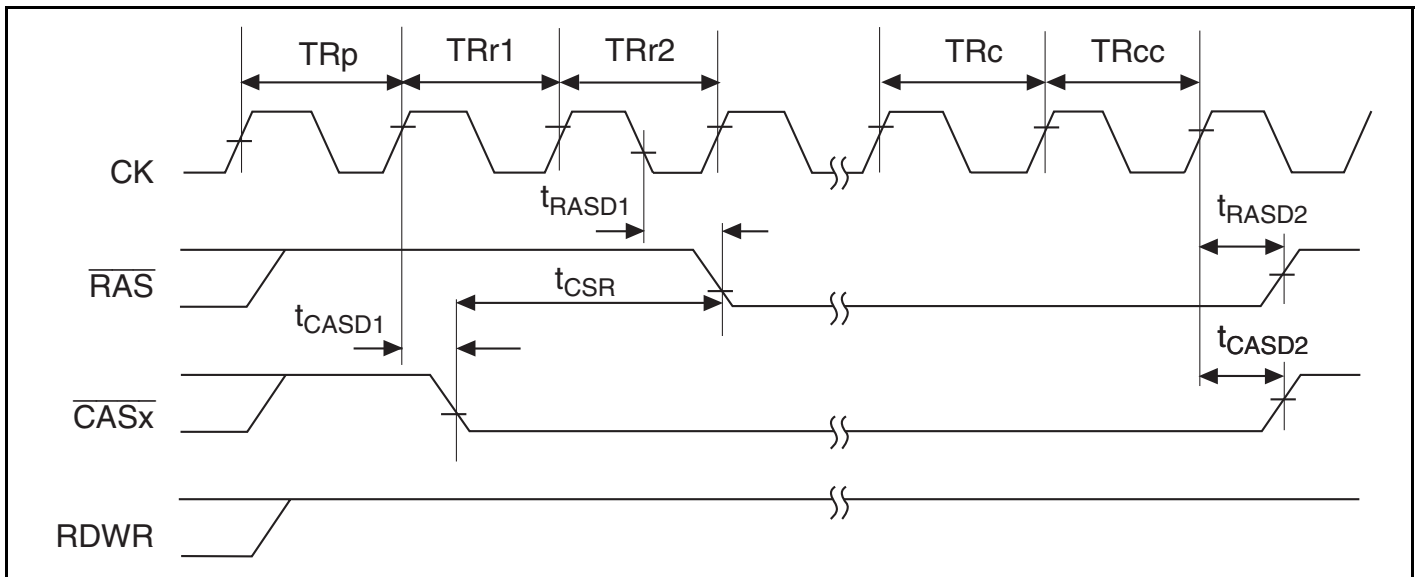 TRp TRr1 TRr2 TRc TRcc
CK
tRASD1 tRASD2
RAS
tCSR
tCASD1 tCASD2
CASx
RDWR